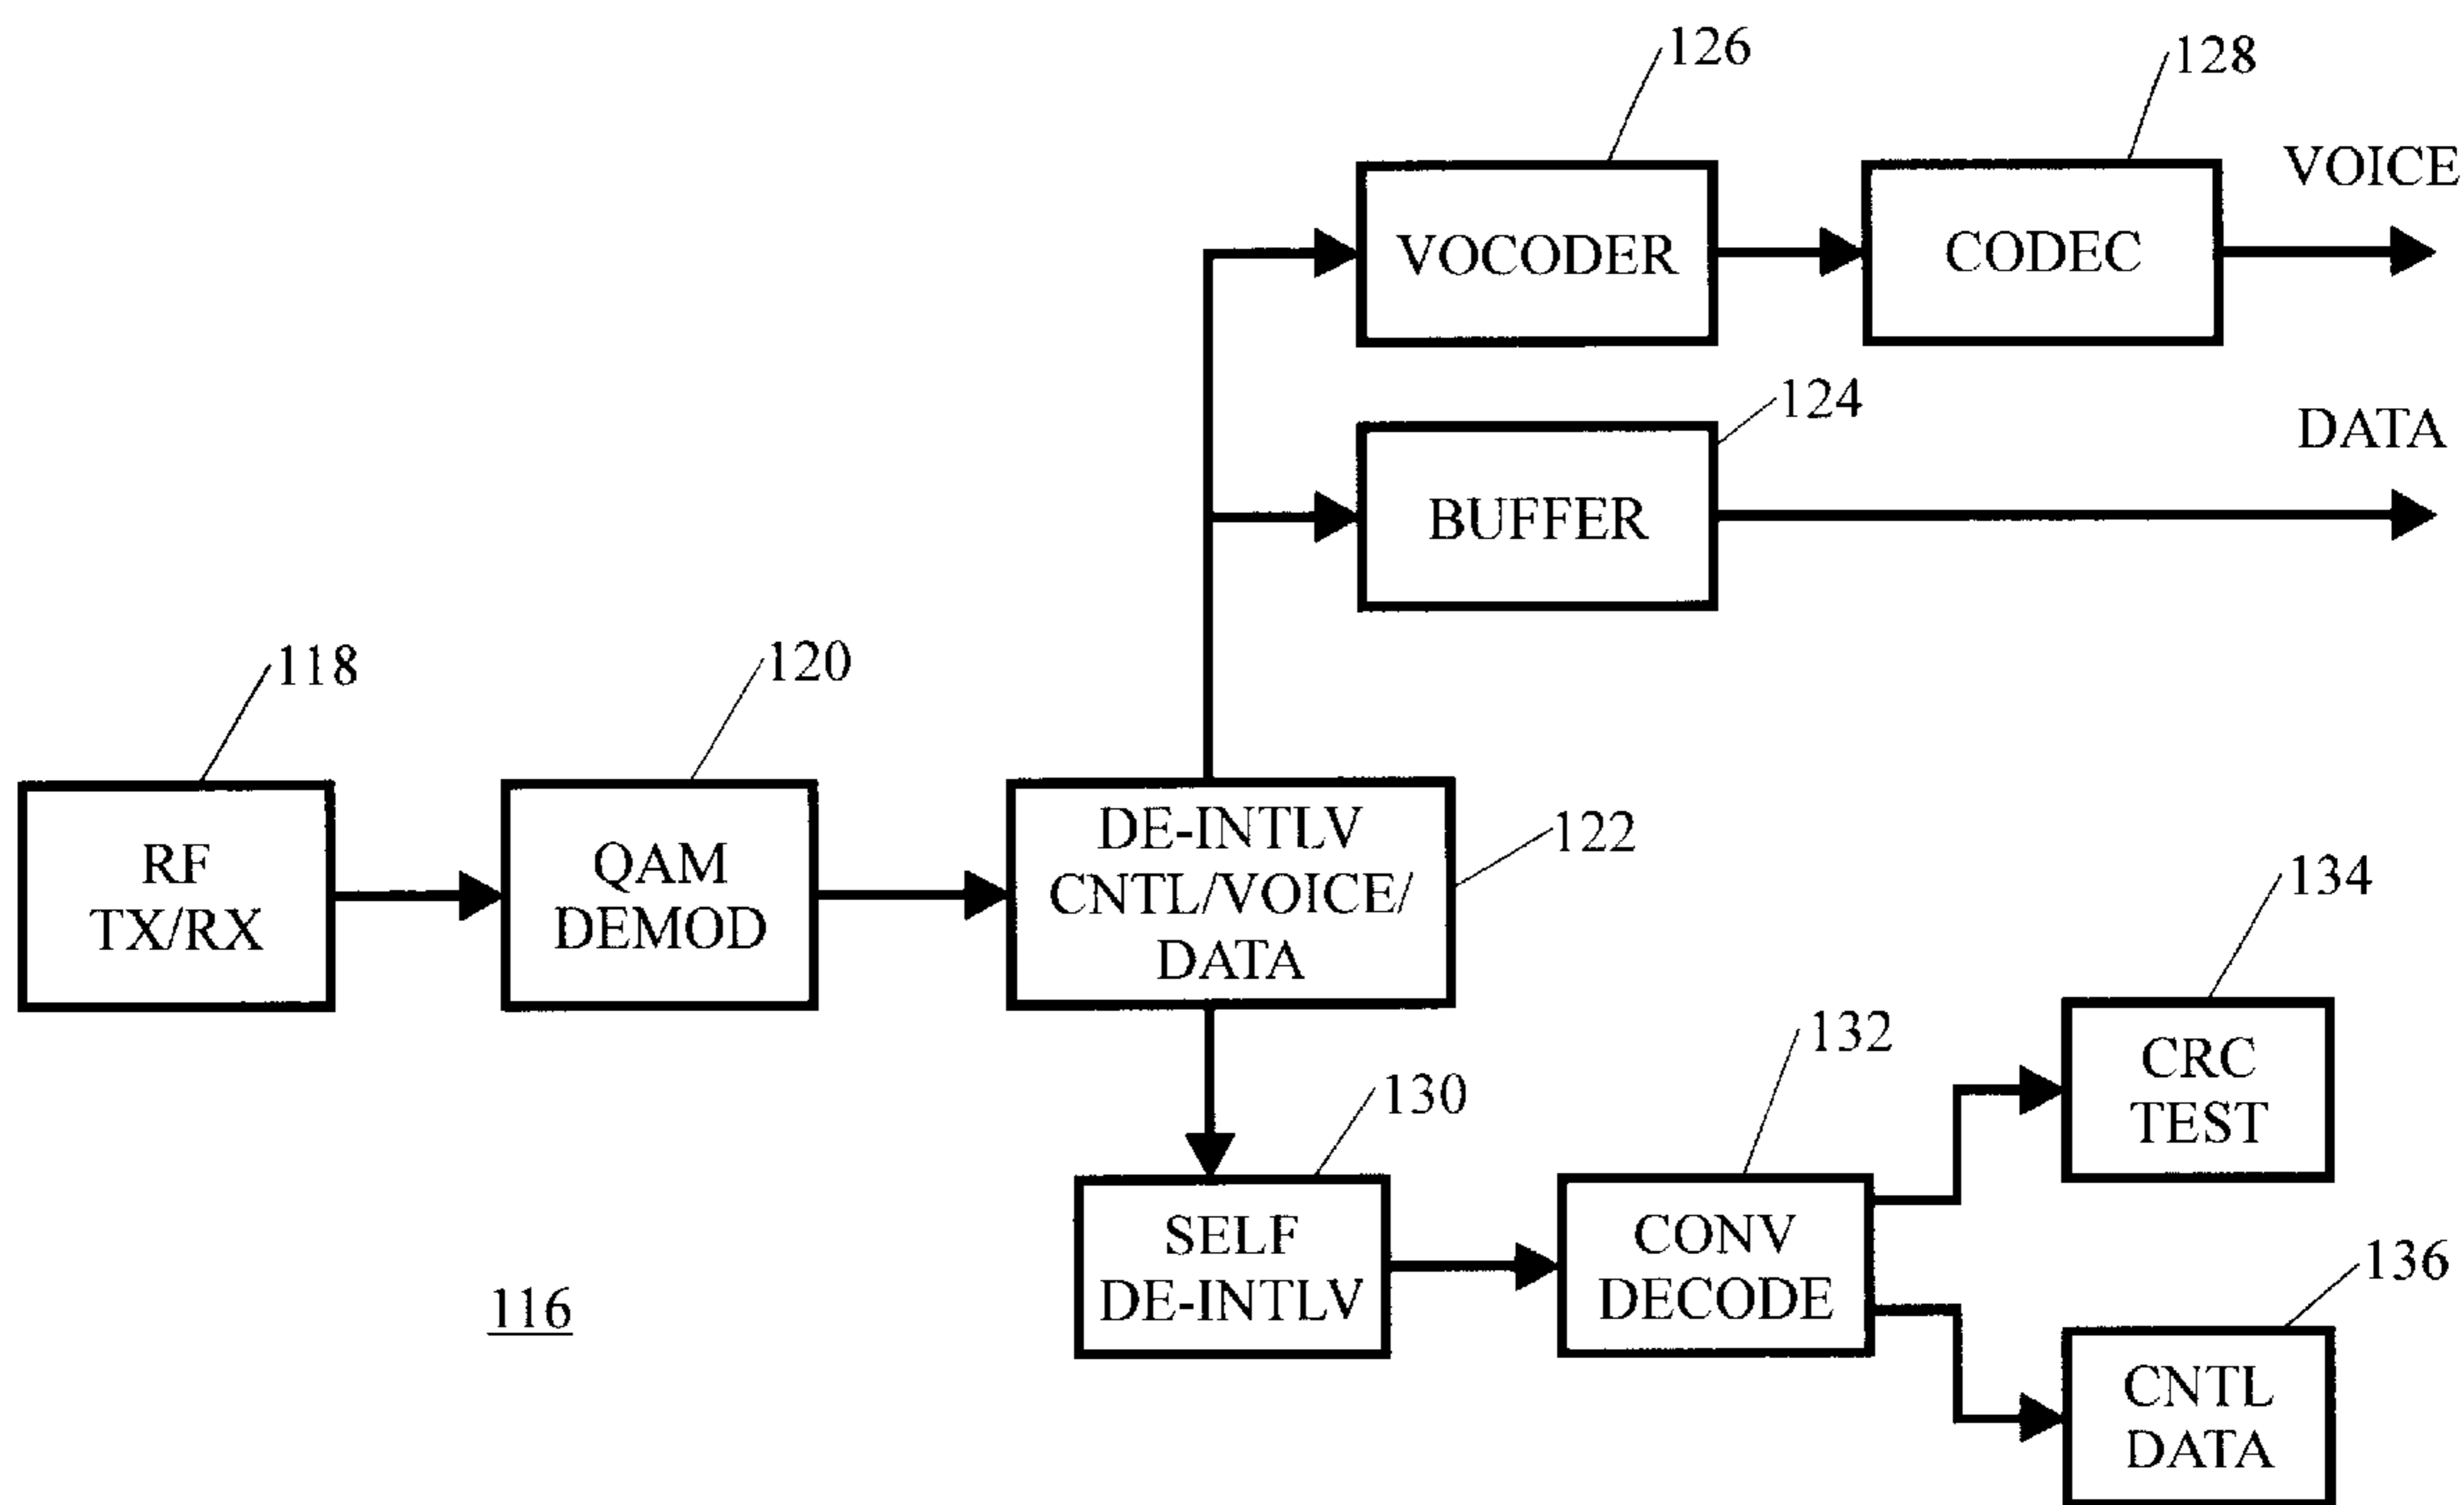 126
128
VOICE
VOCODER
CODEC
124
DATA
BUFFER
118
120
RF
TX/RX
QAM
DEMOD
DE-INTLV
CNTL/VOICE/
DATA
122
134
CRC
TEST
130
132
SELF
DE-INTLV
CONV
DECODE
136
CNTL
DATA
116